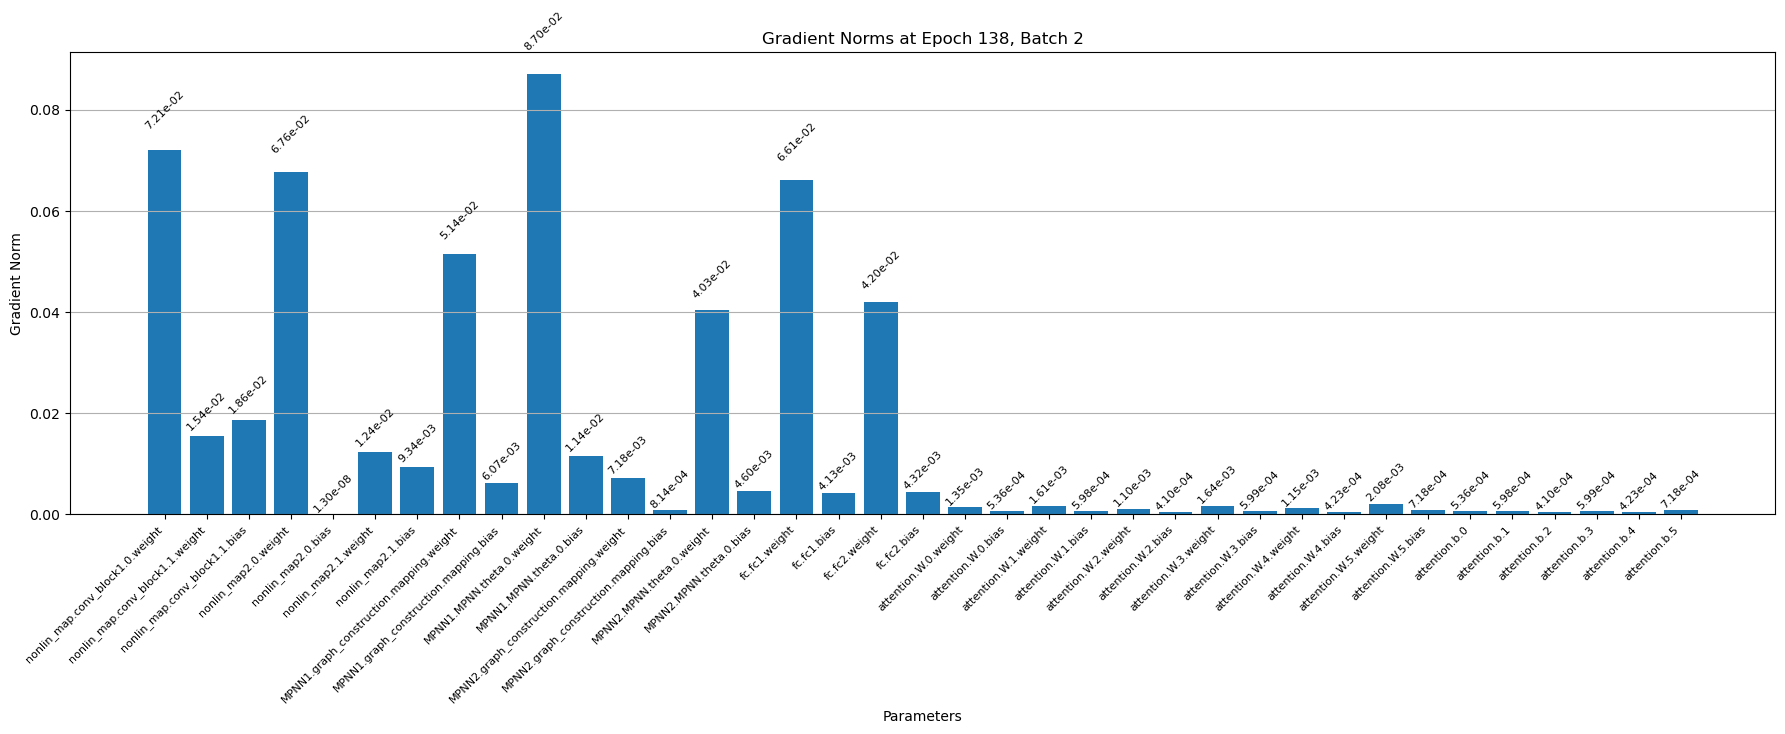 Gradient Norms at Epoch 138, Batch 2
Gradient Norm
0.08
0.06
0.04
0.02
0.00
7.21e-02
1.54e-02
1.86e-02
6.76e-02
1.30e-08
1.24e-02
9.34e-03
5.14e-02
6.07e-03
8.70e-02
1.14e-02
7.18e-03
8.14e-04
4.03e-02
4.60e-03
6.61e-02
4.13e-03
4.20e-02
4.32e-03
1.35e-03
5.36e-04
1.61e-03
5.98e-04
1.10e-03
4.10e-04
1.64e-03
5.99e-04
1.15e-03
4.23e-04
2.08e-03
7.18e-04
5.36e-04
5.98e-04
4.10e-04
5.99e-04
4.23e-04
7.18e-04
nonlin_map.conv_block1.0.weight
nonlin_map.conv_block1.1.weight
nonlin_map.conv_block1.1.bias
nonlin_map2.0.weight
nonlin_map2.0.bias
nonlin_map2.1.weight
nonlin_map2.1.bias
MPNN1.graph_construction.mapping.weight
MPNN1.graph_construction.mapping.bias
MPNN1.MPNN.theta.0.weight
MPNN1.MPNN.theta.0.bias
MPNN2.graph_construction.mapping.weight
MPNN2.graph_construction.mapping.bias
MPNN2.MPNN.theta.0.weight
MPNN2.MPNN.theta.0.bias
fc.fc1.weight
fc.fc1.bias
fc.fc2.weight
fc.fc2.bias
attention.W.0.weight
attention.W.0.bias
attention.W.1.weight
attention.W.1.bias
attention.W.2.weight
attention.W.2.bias
attention.W.3.weight
attention.W.3.bias
attention.W.4.weight
attention.W.4.bias
attention.W.5.weight
attention.W.5.bias
attention.b.0
attention.b.1
attention.b.2
attention.b.3
attention.b.4
attention.b.5
Parameters